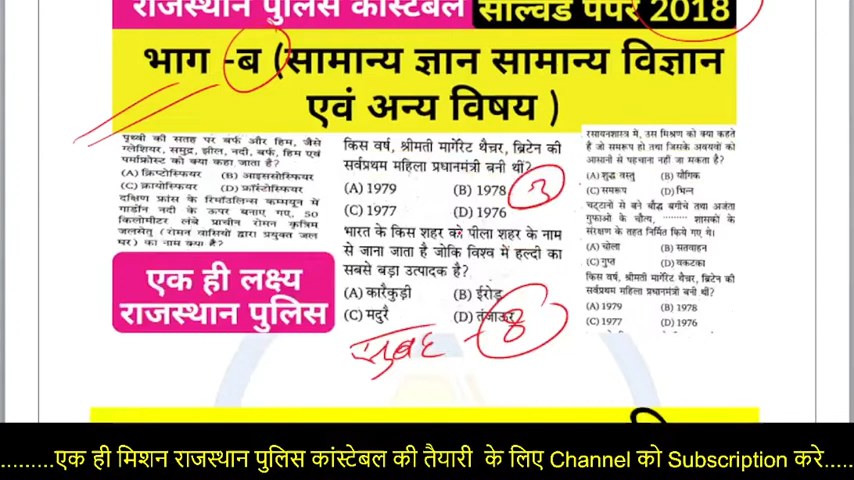 राजस्थान पुलिस कांस्टेबल सॉल्वड पेपर 2018
भाग -ब (सामान्य ज्ञान सामान्य विज्ञान
एवं अन्य विषय )
पृथ्वी की सतह पर बर्फ और हिम, जैसे
ग्लेशियर, समुद्र, झील, नदी, बर्फ, हिम एवं
पर्माफ्रोस्ट को क्या कहा जाता है?
(A) क्रिप्टोस्फियर (B) आइसोस्फियर
(C) क्रायोस्फियर (D) फ्रॉस्टोस्फियर
दक्षिण फ्रांस के रिपॉडलिन्स कम्पयून में
गार्डोन नदी के ऊपर बनाए गए, 50
किलोमीटर लंबे प्राचीन रोमन कृत्रिम
जलसेतु (रोमन वासियों द्वारा प्रयुक्त जल
घर) का नाम क्या है?
एक ही लक्ष्य
राजस्थान पुलिस
किस वर्ष, श्रीमती मार्गरेट थैचर, ब्रिटेन की
सर्वप्रथम महिला प्रधानमंत्री बनी थीं?
(A) 1979 (B) 1978
(C) 1977 (D) 1976
भारत के किस शहर को पीला शहर के नाम
से जाना जाता है जोकि विश्व में हल्दी का
सबसे बड़ा उत्पादक है?
(A) कारैकुड़ी (B) ईरोड़
(C) मदुरै (D) तंजाऊर
सुबह - 8
रसायनशास्त्र में, उस मिश्रण को क्या कहते
है जो समरूप हो तथा जिसके अवयवों को
आसानी से पहचाना नहीं जा सकता है?
(A) शुद्ध वस्तु (B) यौगिक
(C) समरूप (D) भिन्न
चट्टानों से बने बौद्ध बगीचे तथा अजंता
गुफाओं के चौत्य, ......... शासकों के
संरक्षण के तहत निर्मित किये गए गे।
(A) चोला (B) सतवाहन
(C) गुप्त (D) वकटका
किस वर्ष, श्रीमती मार्गरेट थैचर, ब्रिटेन की
सर्वप्रथम महिला प्रधानमंत्री बनी थीं?
(A) 1979 (B) 1978
(C) 1977 (D) 1976
.........एक ही मिशन राजस्थान पुलिस कांस्टेबल की तैयारी के लिए Channel को Subscription करे.....